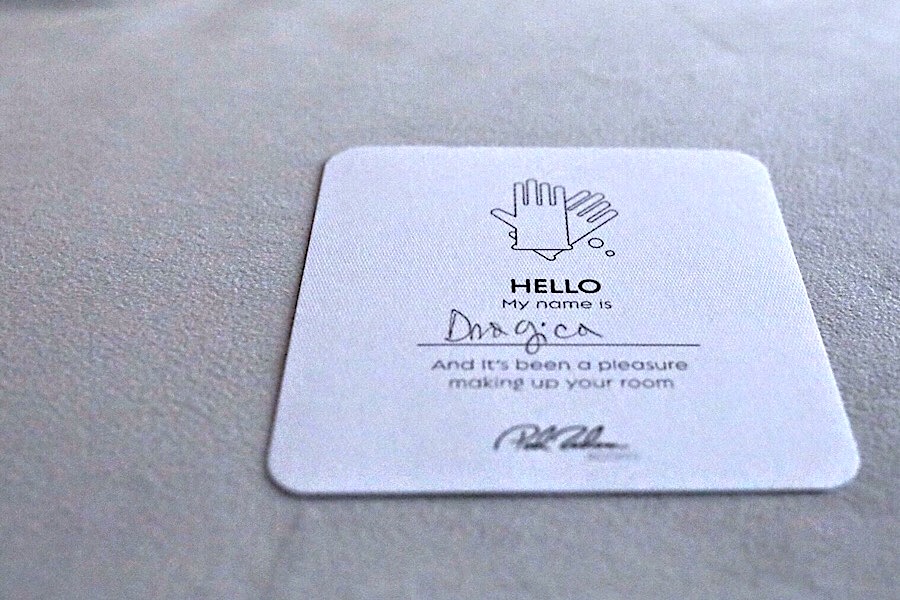 HELLO
My name is
Dragica
And it's been a pleasure
making up your room